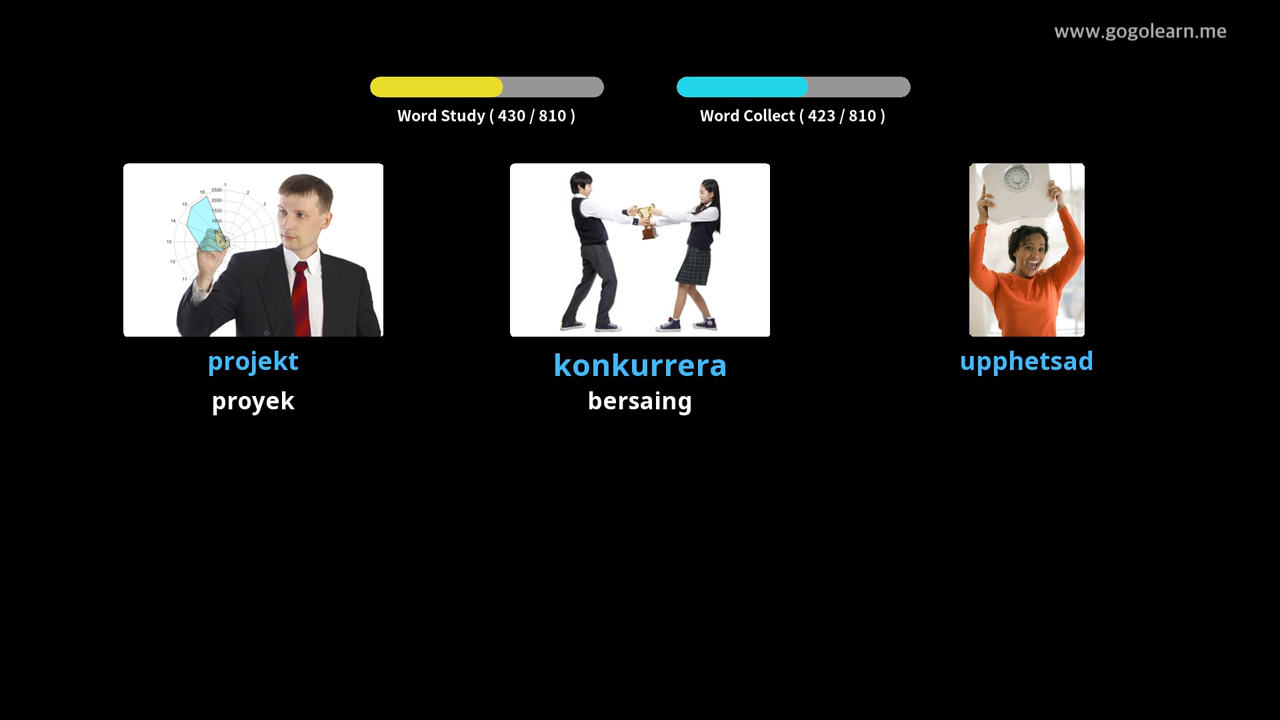 www.gogolearn.me
Word Study ( 430 / 810 )
Word Collect ( 423 / 810 )
projekt
proyek
konkurrera
bersaing
upphetsad